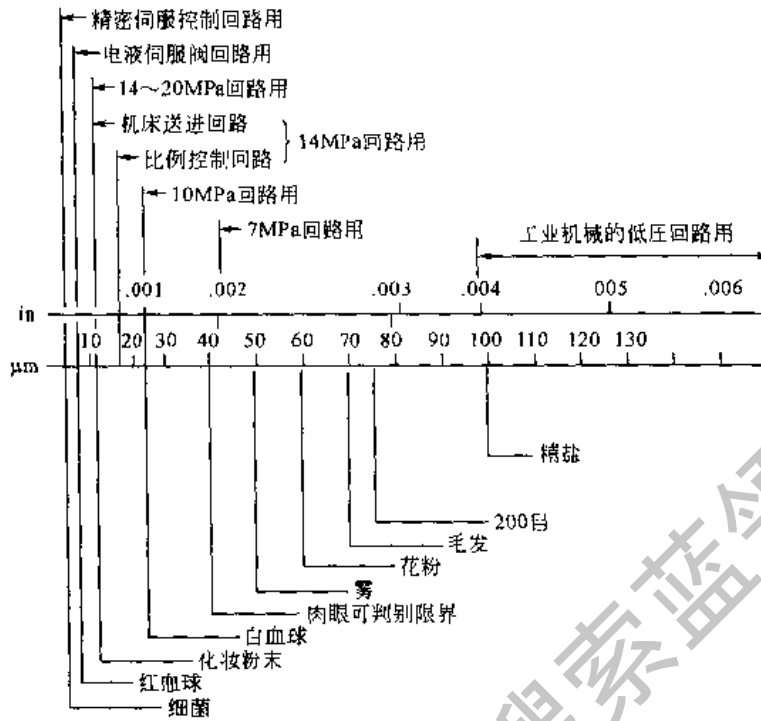 精密伺服控制回路用
电液伺服阀回路用
14～20MPa回路用
机床送进回路
比例控制回路
14MPa回路用
10MPa回路用
7MPa回路用
工业机械的低压回路用
in .001 .002 .003 .004 005 .006
μm 10 20 30 40 50 60 70 80 90 100 110 120 130
精盐
200目
毛发
花粉
雾
肉眼可判别限界
白血球
化妆粉末
红血球
细菌
搜索蓝领